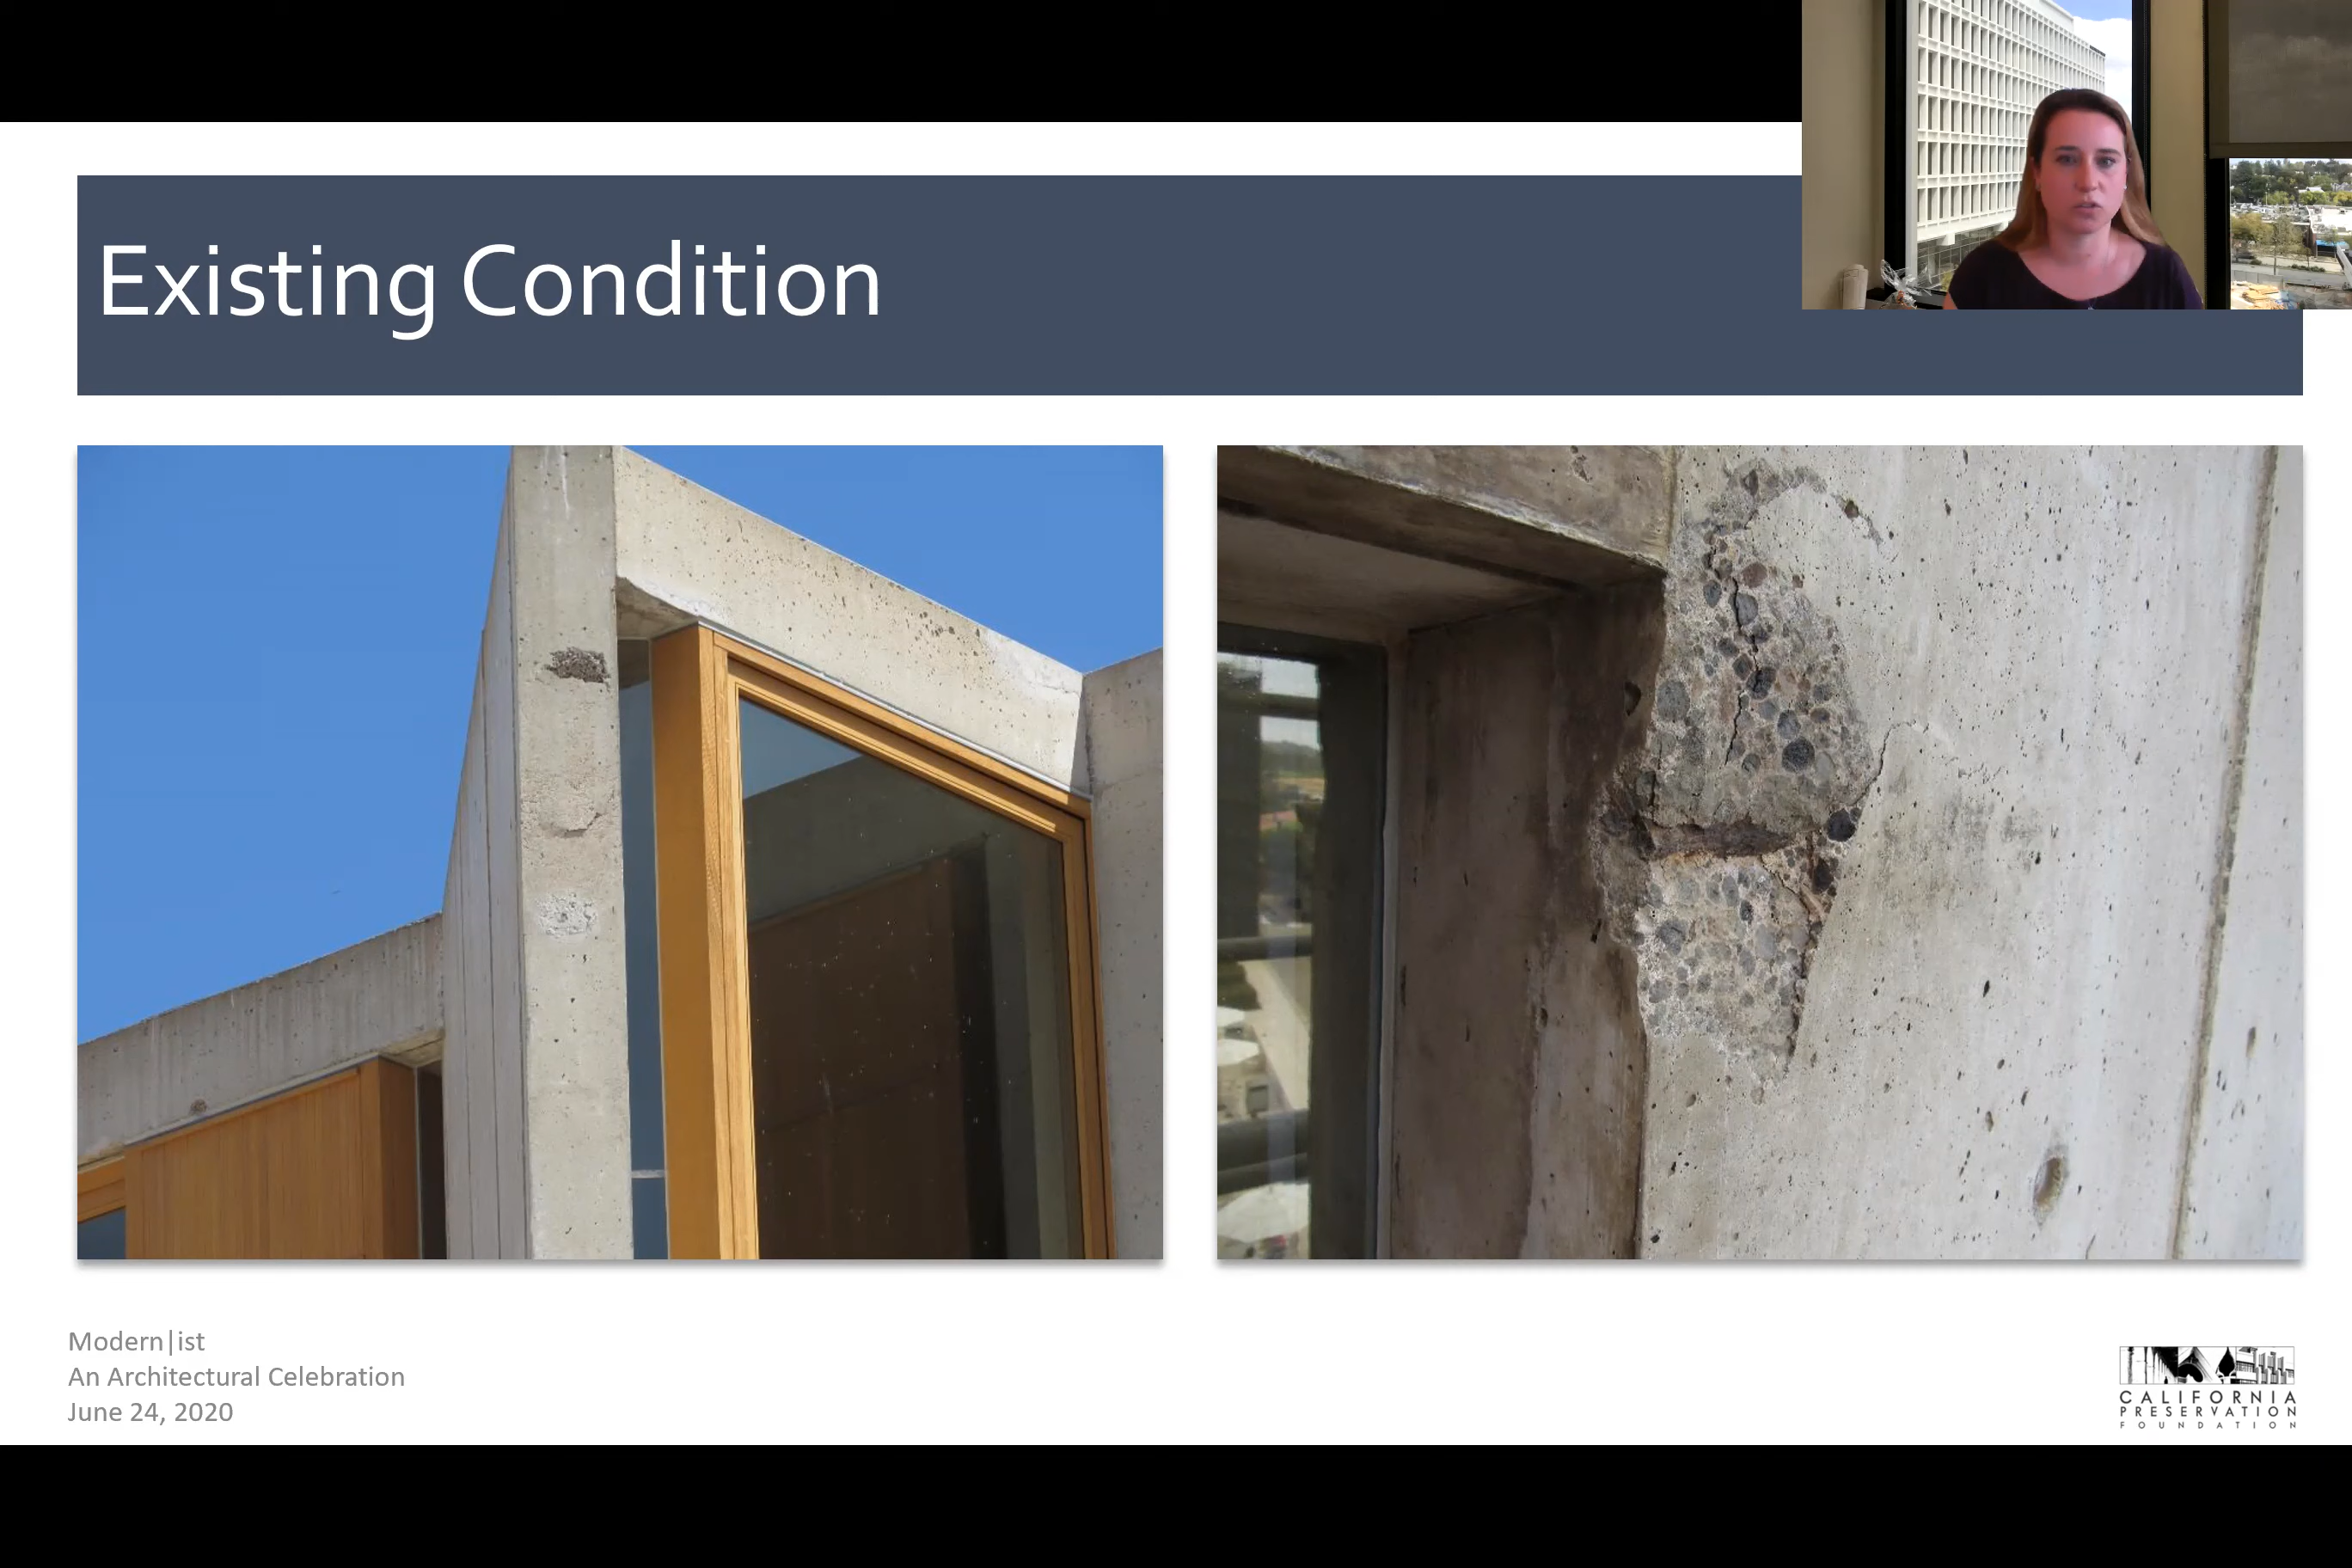 Existing Condition
Modern|ist
An Architectural Celebration
June 24, 2020
CALIFORNIA
PRESERVATION
FOUNDATION